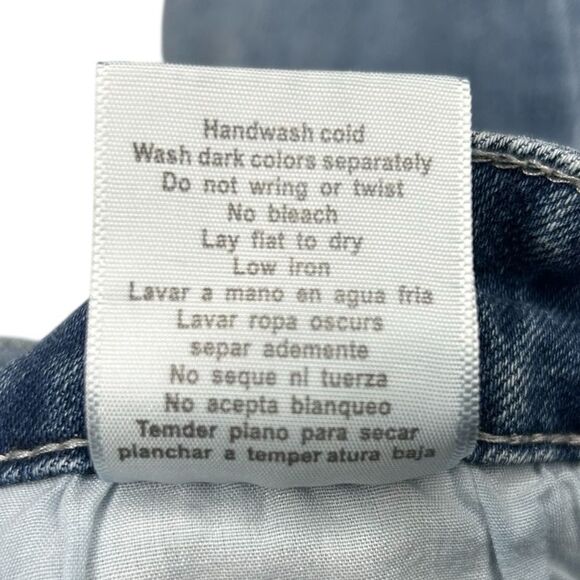 Handwash cold
Wash dark colors separately
Do not wring or twist
No bleach
Lay flat to dry
Low iron
Lavar a mano en agua fria
Lavar ropa oscurs
separ ademente
No seque ni tuerza
No acepta blanqueo
Temder piano para secar
planchar a temper atura baja